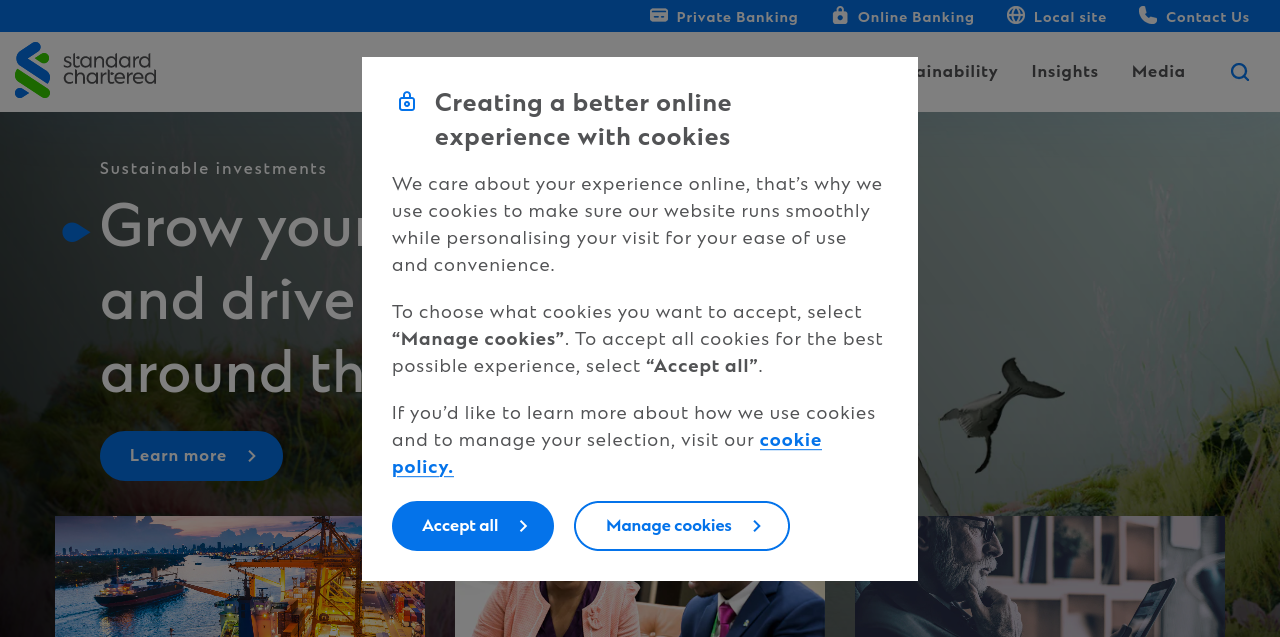 Private Banking
Online Banking
Local site
Contact Us
standard
chartered
Insights
Media
Sustainable investments
Grow your
and drive
around
Learn more
Creating a better online
experience with cookies
We care about your experience online, that’s why we
use cookies to make sure our website runs smoothly
while personalising your visit for your ease of use
and convenience.
To choose what cookies you want to accept, select
“Manage cookies”. To accept all cookies for the best
possible experience, select “Accept all”.
If you’d like to learn more about how we use cookies
and to manage your selection, visit our cookie
policy.
Accept all
Manage cookies